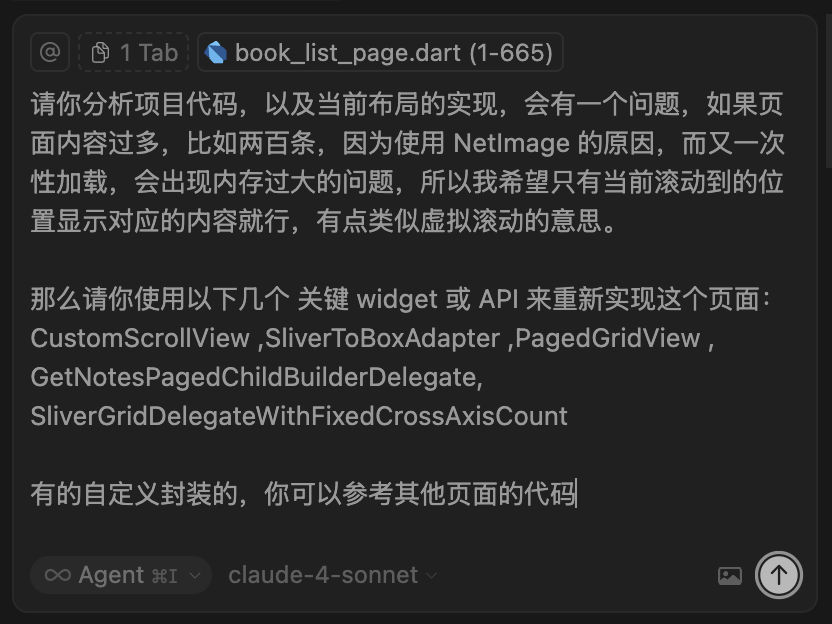 @ 1 Tab book_list_page.dart (1-665)
请你分析项目代码，以及当前布局的实现，会有一个问题，如果页
面内容过多，比如两百条，因为使用 NetImage 的原因，而又一次
性加载，会出现内存过大的问题，所以我希望只有当前滚动到的位
置显示对应的内容就行，有点类似虚拟滚动的意思。
那么请你使用以下几个 关键 widget 或 API 来重新实现这个页面：
CustomScrollView ,SliverToBoxAdapter ,PagedGridView ,
GetNotesPagedChildBuilderDelegate,
SliverGridDelegateWithFixedCrossAxisCount
有的自定义封装的，你可以参考其他页面的代码
∞ Agent ⌘I claude-4-sonnet